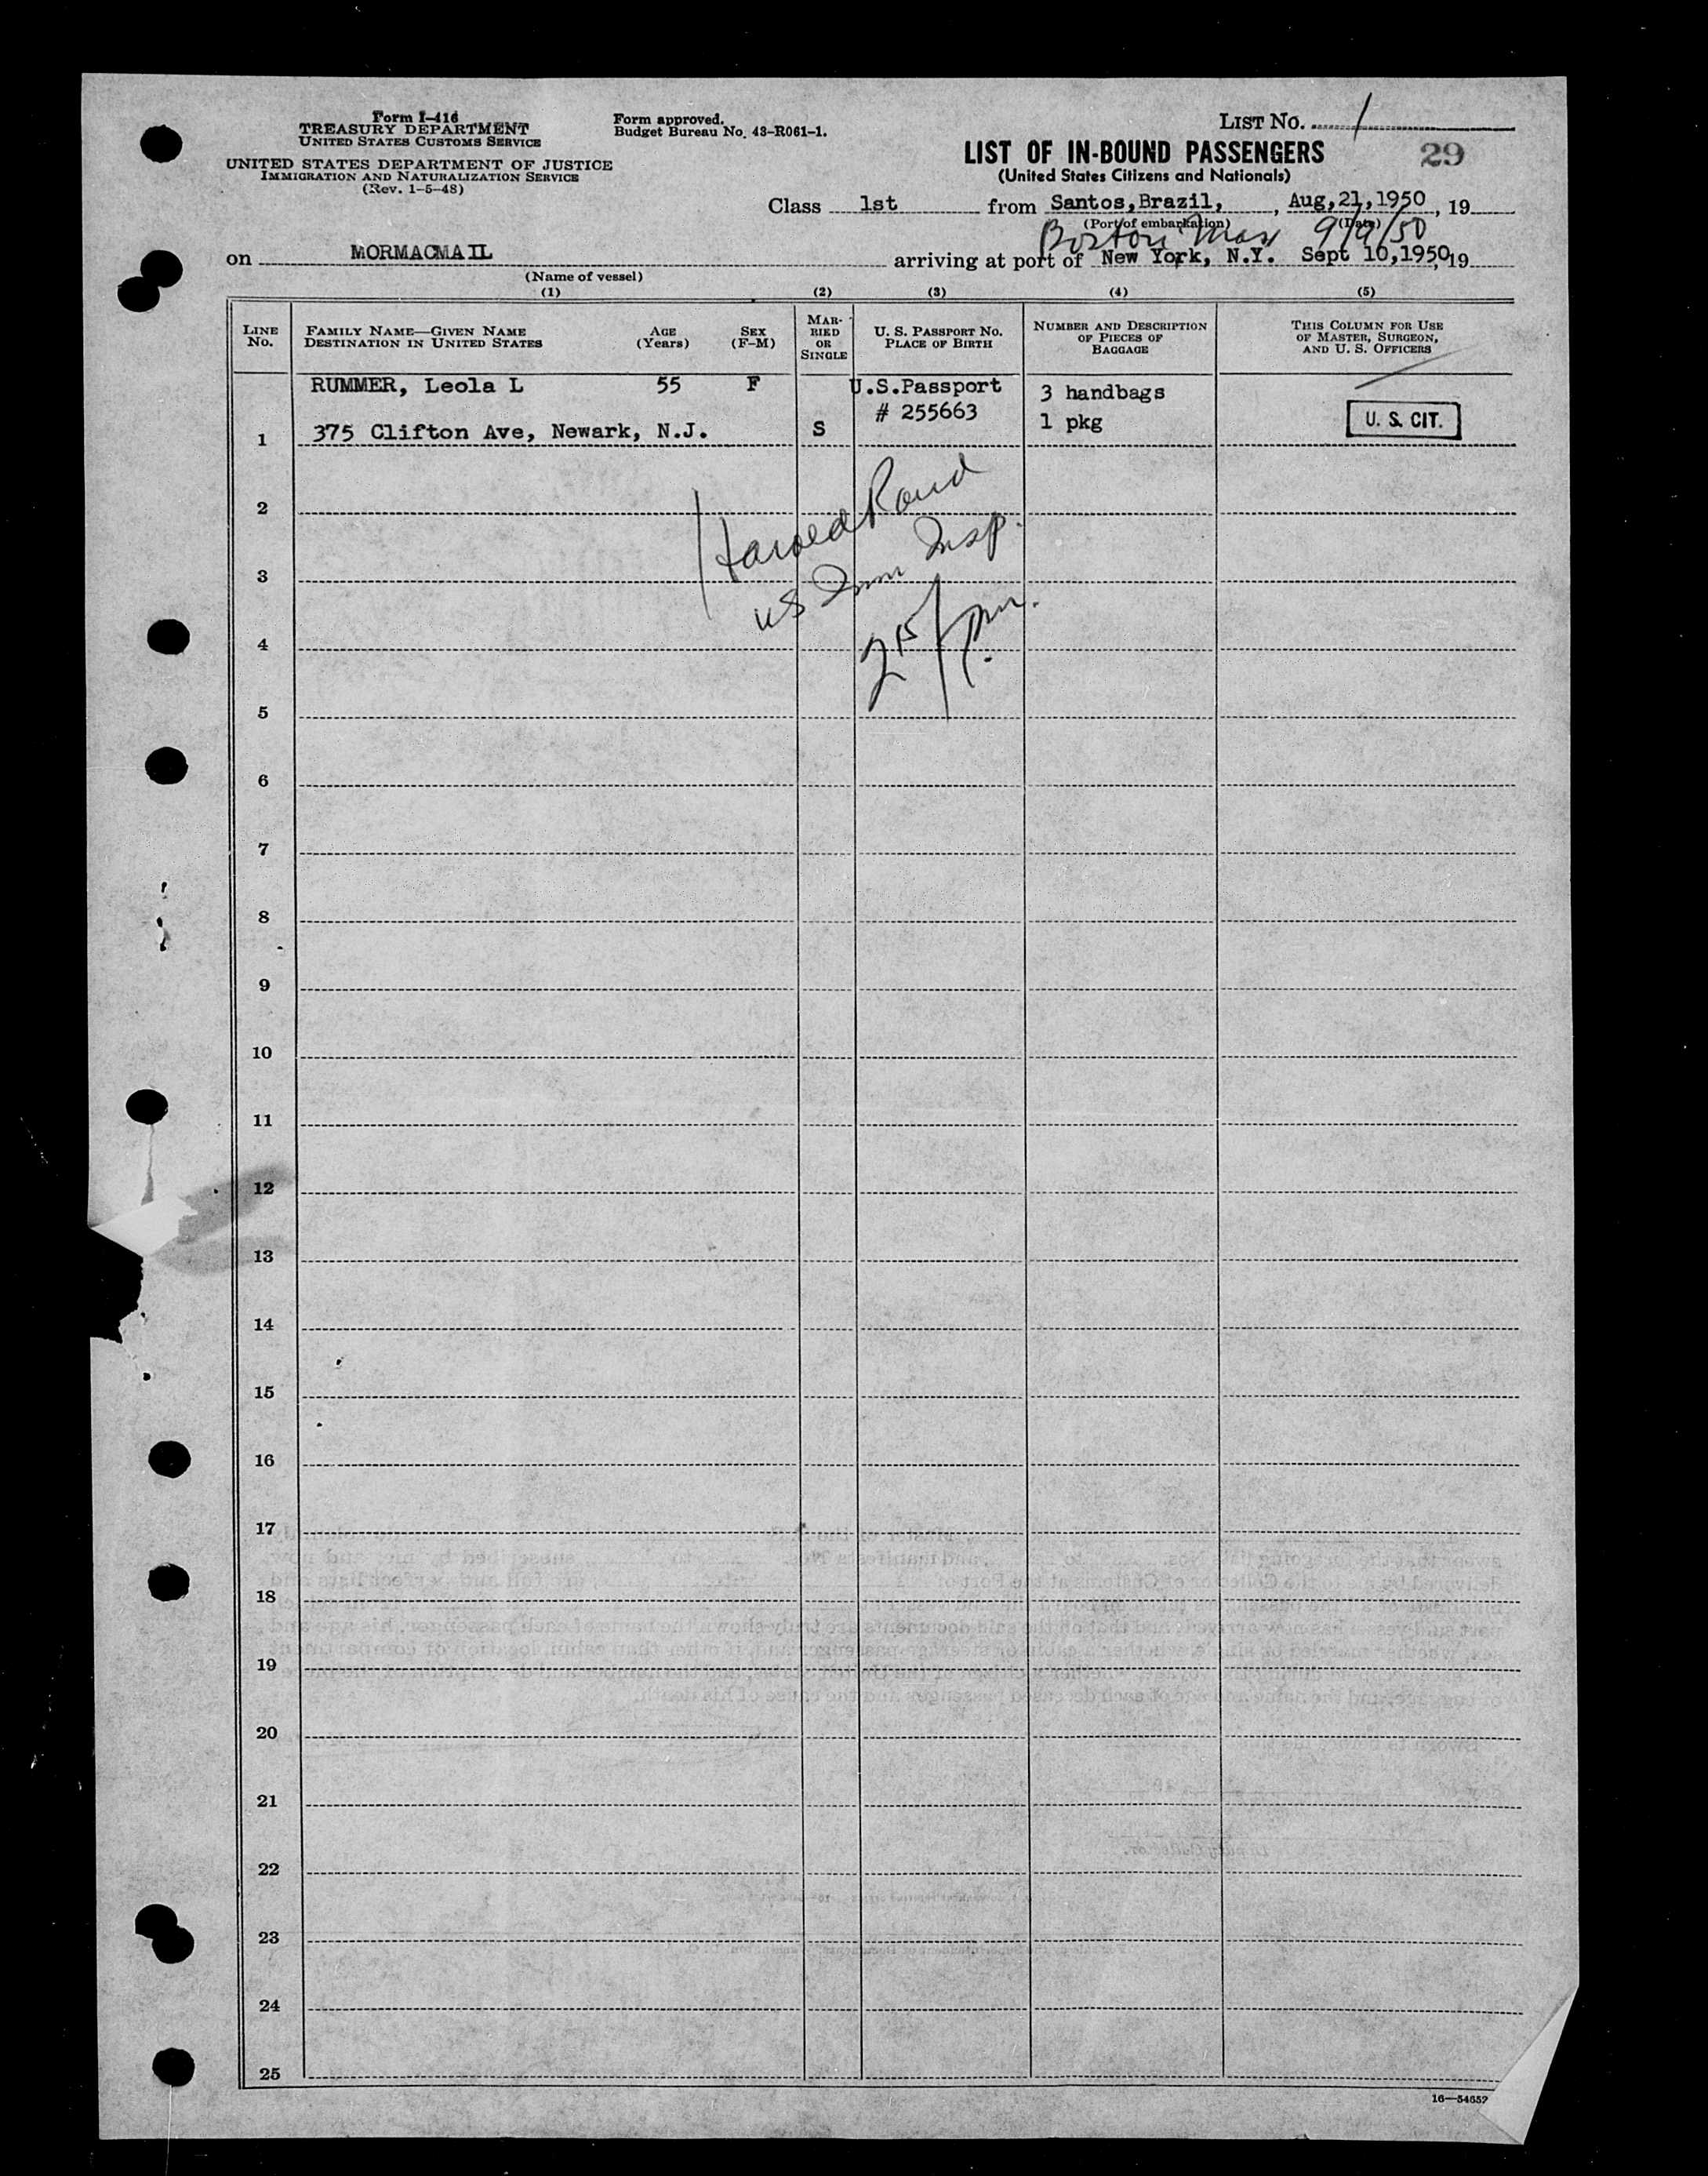 Form I-416
TREASURY DEPARTMENT
UNITED STATES CUSTOMS SERVICE
UNITED STATES DEPARTMENT OF JUSTICE
IMMIGRATION AND NATURALIZATION SERVICE
(Rev. 1-5-48)
Form approved.
Budget Bureau No. 43-R061-1.
LIST NO. 1
LIST OF IN-BOUND PASSENGERS 29
(United States Citizens and Nationals)
Class 1st from Santos, Brazil, , Aug, 21, 1950, 19
(Port of embarkation) (Date)
Boston Mass 9/9/50
on MORMACMAIL arriving at port of New York, N.Y. Sept 10, 1950, 19
(Name of vessel)
(1) (2) (3) (4) (5)
LINE No. FAMILY NAME—GIVEN NAME DESTINATION IN UNITED STATES AGE (Years) SEX (F-M) MARRIED OR SINGLE U. S. PASSPORT NO. PLACE OF BIRTH NUMBER AND DESCRIPTION OF PIECES OF BAGGAGE THIS COLUMN FOR USE OF MASTER, SURGEON, AND U. S. OFFICERS
RUMMER, Leola L 55 F U.S.Passport 3 handbags
# 255663
1 375 Clifton Ave, Newark, N.J. S 1 pkg U. S. CIT.
Harold
US Imm Insp.
2 15 / pm.
2
3
4
5
6
7
8
9
10
11
12
13
14
15
16
17
18
19
20
21
22
23
24
25
16—54652